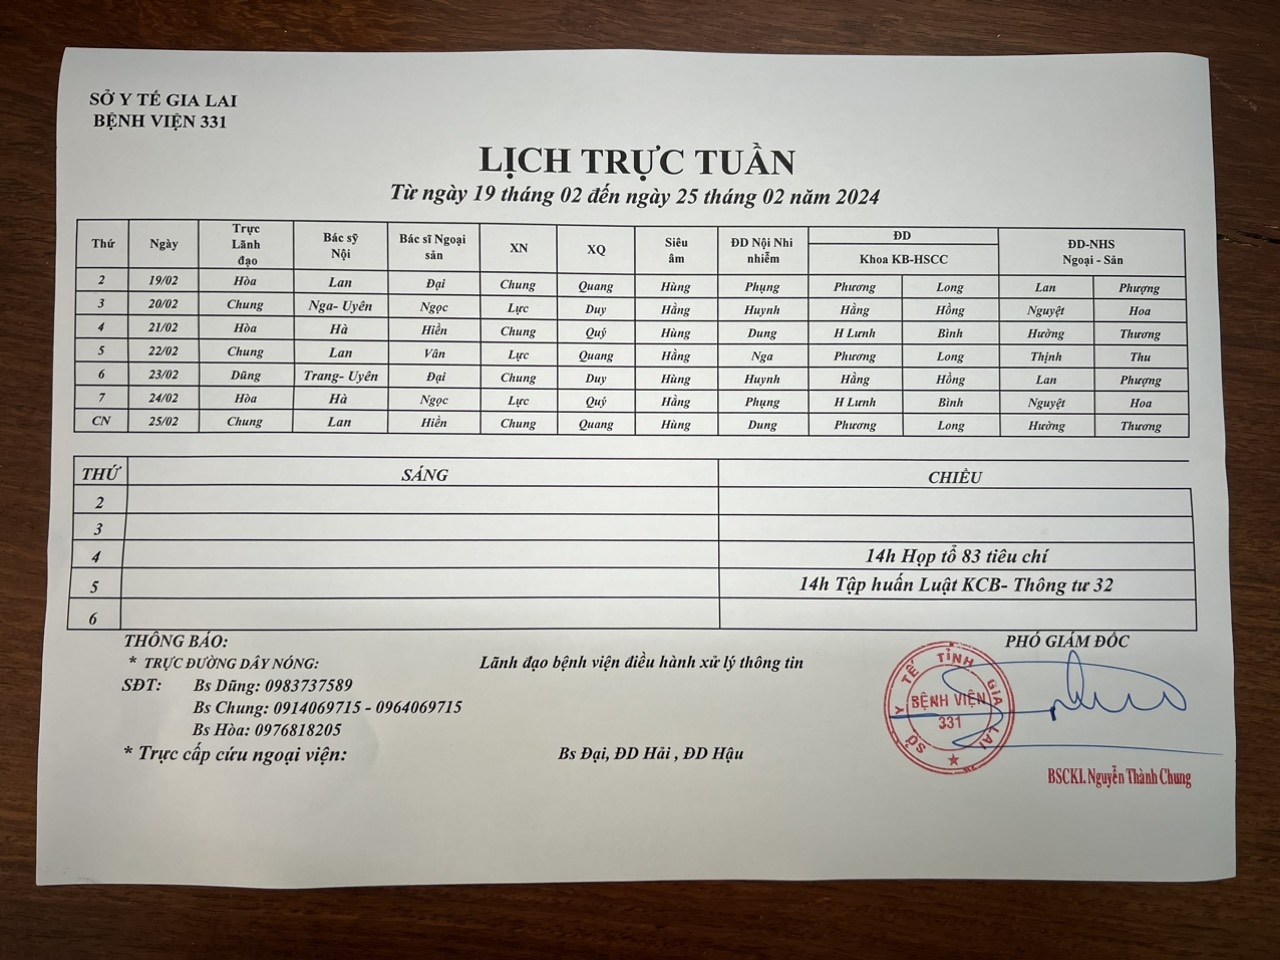 SỞ Y TẾ GIA LAI
BỆNH VIỆN 331
LỊCH TRỰC TUẦN
Từ ngày 19 tháng 02 đến ngày 25 tháng 02 năm 2024
Thứ Ngày Trực Lãnh đạo Bác sỹ Nội Bác sĩ Ngoại sản XN XQ Siêu âm ĐD Nội Nhi nhiễm ĐD Khoa KB-HSCC ĐD-NHS Ngoại - Sản
2 19/02 Hòa Lan Đại Chung Quang Hùng Phụng Phương Long Lan Phượng
3 20/02 Chung Nga- Uyên Ngọc Lực Duy Hằng Huynh Hằng Hồng Nguyệt Hoa
4 21/02 Hòa Hà Hiền Chung Quý Hùng Dung H Lưnh Bình Hường Thương
5 22/02 Chung Lan Vân Lực Quang Hằng Nga Phương Long Thịnh Thu
6 23/02 Dũng Trang- Uyên Đại Chung Duy Hùng Huynh Hằng Hồng Lan Phượng
7 24/02 Hòa Hà Ngọc Lực Quý Hằng Phụng H Lưnh Bình Nguyệt Hoa
CN 25/02 Chung Lan Hiền Chung Quang Hùng Dung Phương Long Hường Thương
THỨ SÁNG CHIỀU
2
3
4 14h Họp tổ 83 tiêu chí
5 14h Tập huấn Luật KCB- Thông tư 32
6
THÔNG BÁO:
* TRỰC ĐƯỜNG DÂY NÓNG: Lãnh đạo bệnh viện điều hành xử lý thông tin
SĐT: Bs Dũng: 0983737589
Bs Chung: 0914069715 - 0964069715
Bs Hòa: 0976818205
* Trực cấp cứu ngoại viện: Bs Đại, ĐD Hải , ĐD Hậu
PHÓ GIÁM ĐỐC
SỞ Y TẾ TỈNH GIA LAI
BỆNH VIỆN
331
BSCKI. Nguyễn Thành Chung